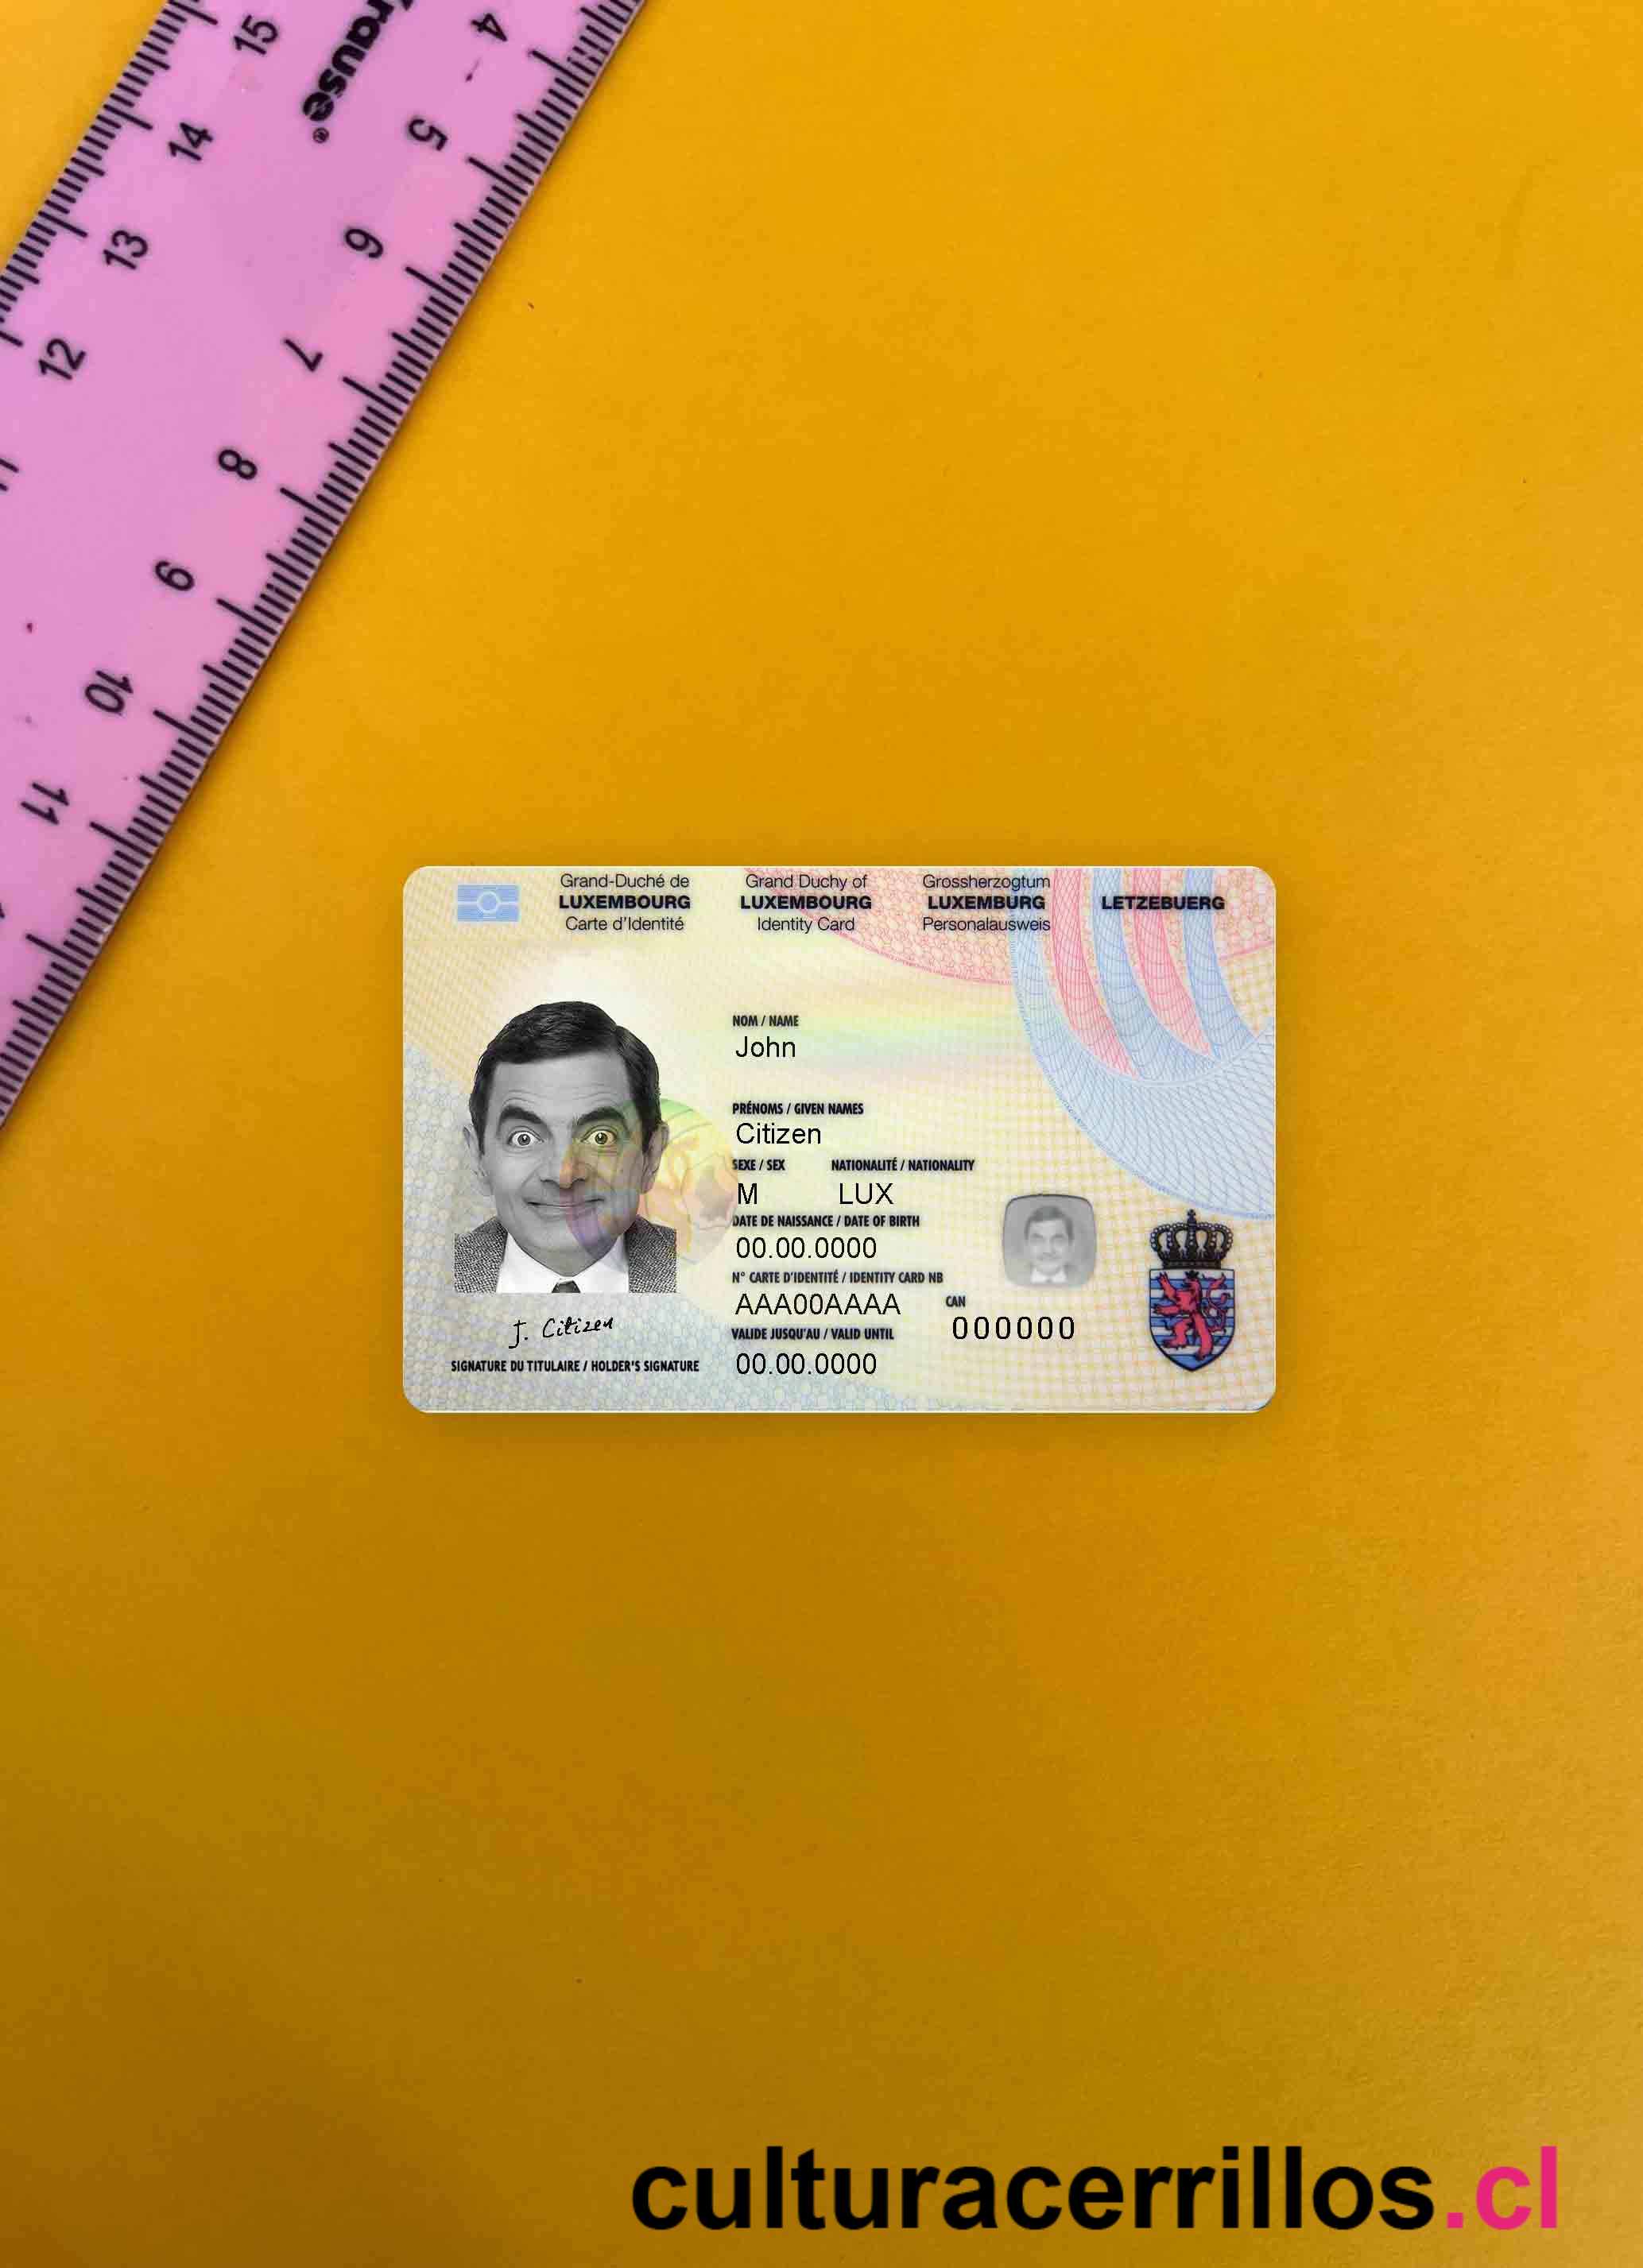 15
14
13
12
rause®
4
5
6
7
8
9
10
11
Grand-Duché de
LUXEMBOURG
Carte d'Identité
Grand Duchy of
LUXEMBOURG
Identity Card
Grossherzogtum
LUXEMBURG
Personalausweis
LETZEBUERG
NOM / NAME
John
PRÉNOMS / GIVEN NAMES
Citizen
SEXE / SEX NATIONALITÉ / NATIONALITY
M LUX
DATE DE NAISSANCE / DATE OF BIRTH
00.00.0000
N° CARTE D'IDENTITÉ / IDENTITY CARD NB
AAA00AAAA
CAN
000000
VALIDE JUSQU'AU / VALID UNTIL
00.00.0000
J. Citizen
SIGNATURE DU TITULAIRE / HOLDER'S SIGNATURE
culturacerrillos.cl